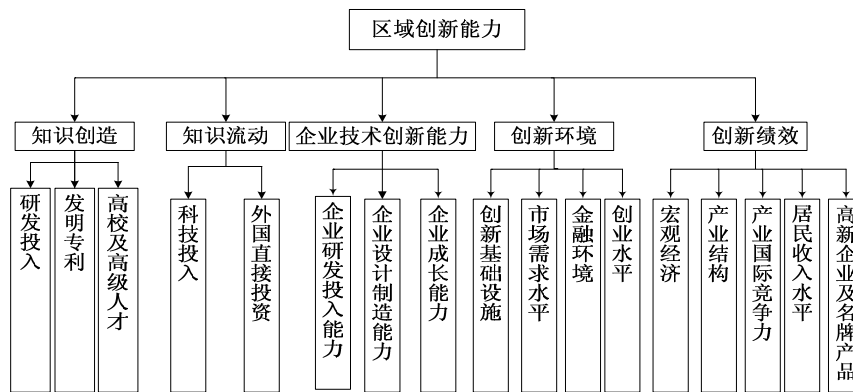 区域创新能力
知识创造
知识流动
企业技术创新能力
创新环境
创新绩效
研发投入
发明专利
高校及高级人才
科技投入
外国直接投资
企业研发投入能力
企业设计制造能力
企业成长能力
创新基础设施
市场需求水平
金融环境
创业水平
宏观经济
产业结构
产业国际竞争力
居民收入水平
高新企业及名牌产品